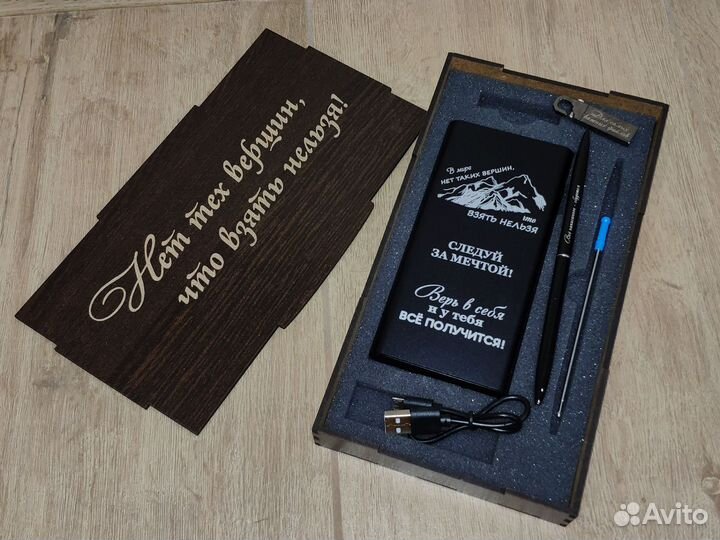 Нет тех вершин,
что взять нельзя!
В мире
НЕТ ТАКИХ ВЕРШИН,
что
ВЗЯТЬ НЕЛЬЗЯ
СЛЕДУЙ
ЗА МЕЧТОЙ!
Верь в себя
и у тебя
ВСЁ ПОЛУЧИТСЯ!
Avito